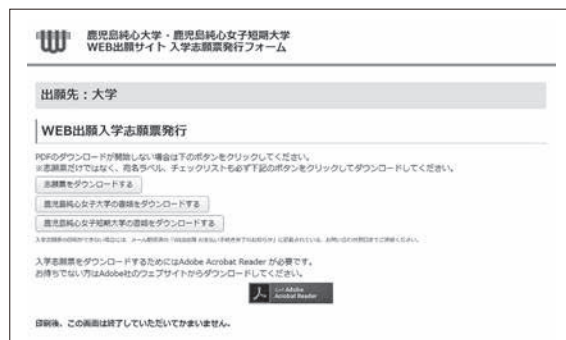 鹿児島純心大学・鹿児島純心女子短期大学
WEB出願サイト 入学志願票発行フォーム
出願先：大学
WEB出願入学志願票発行
PDFのダウンロードが開始しない場合は下のボタンをクリックしてください。
※志願票だけではなく、宛名ラベル、チェックリストも必ず下記のボタンをクリックしてダウンロードしてください。
志願票をダウンロードする
鹿児島純心女子大学の書類をダウンロードする
鹿児島純心女子短期大学の書類をダウンロードする
入学志願票をダウンロードするためにはAdobe Acrobat Reader が必要です。
お持ちでない方はAdobe社のウェブサイトからダウンロードしてください。
Get Adobe
Acrobat Reader
印刷後、この画面は終了していただいてかまいません。